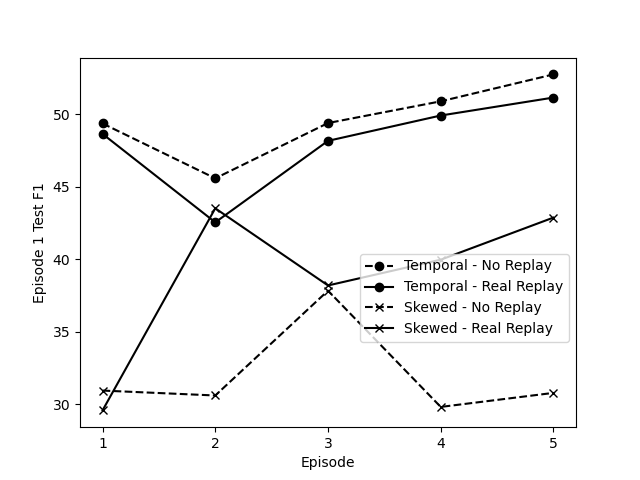 50
45
40
35
30
Episode 1 Test F1
Temporal - No Replay
Temporal - Real Replay
Skewed - No Replay
Skewed - Real Replay
1 2 3 4 5
Episode